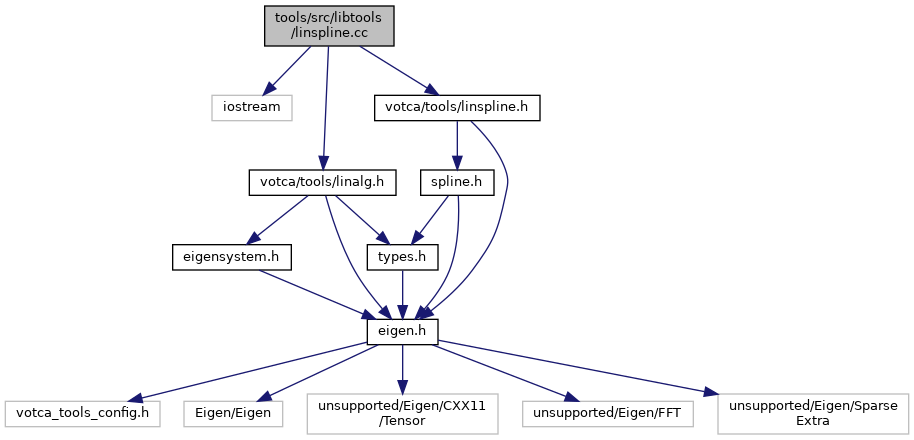 tools/src/libtools
/linspline.cc
iostream
votca/tools/linspline.h
votca/tools/linalg.h
spline.h
eigensystem.h
types.h
eigen.h
votca_tools_config.h
Eigen/Eigen
unsupported/Eigen/CXX11
/Tensor
unsupported/Eigen/FFT
unsupported/Eigen/Sparse
Extra